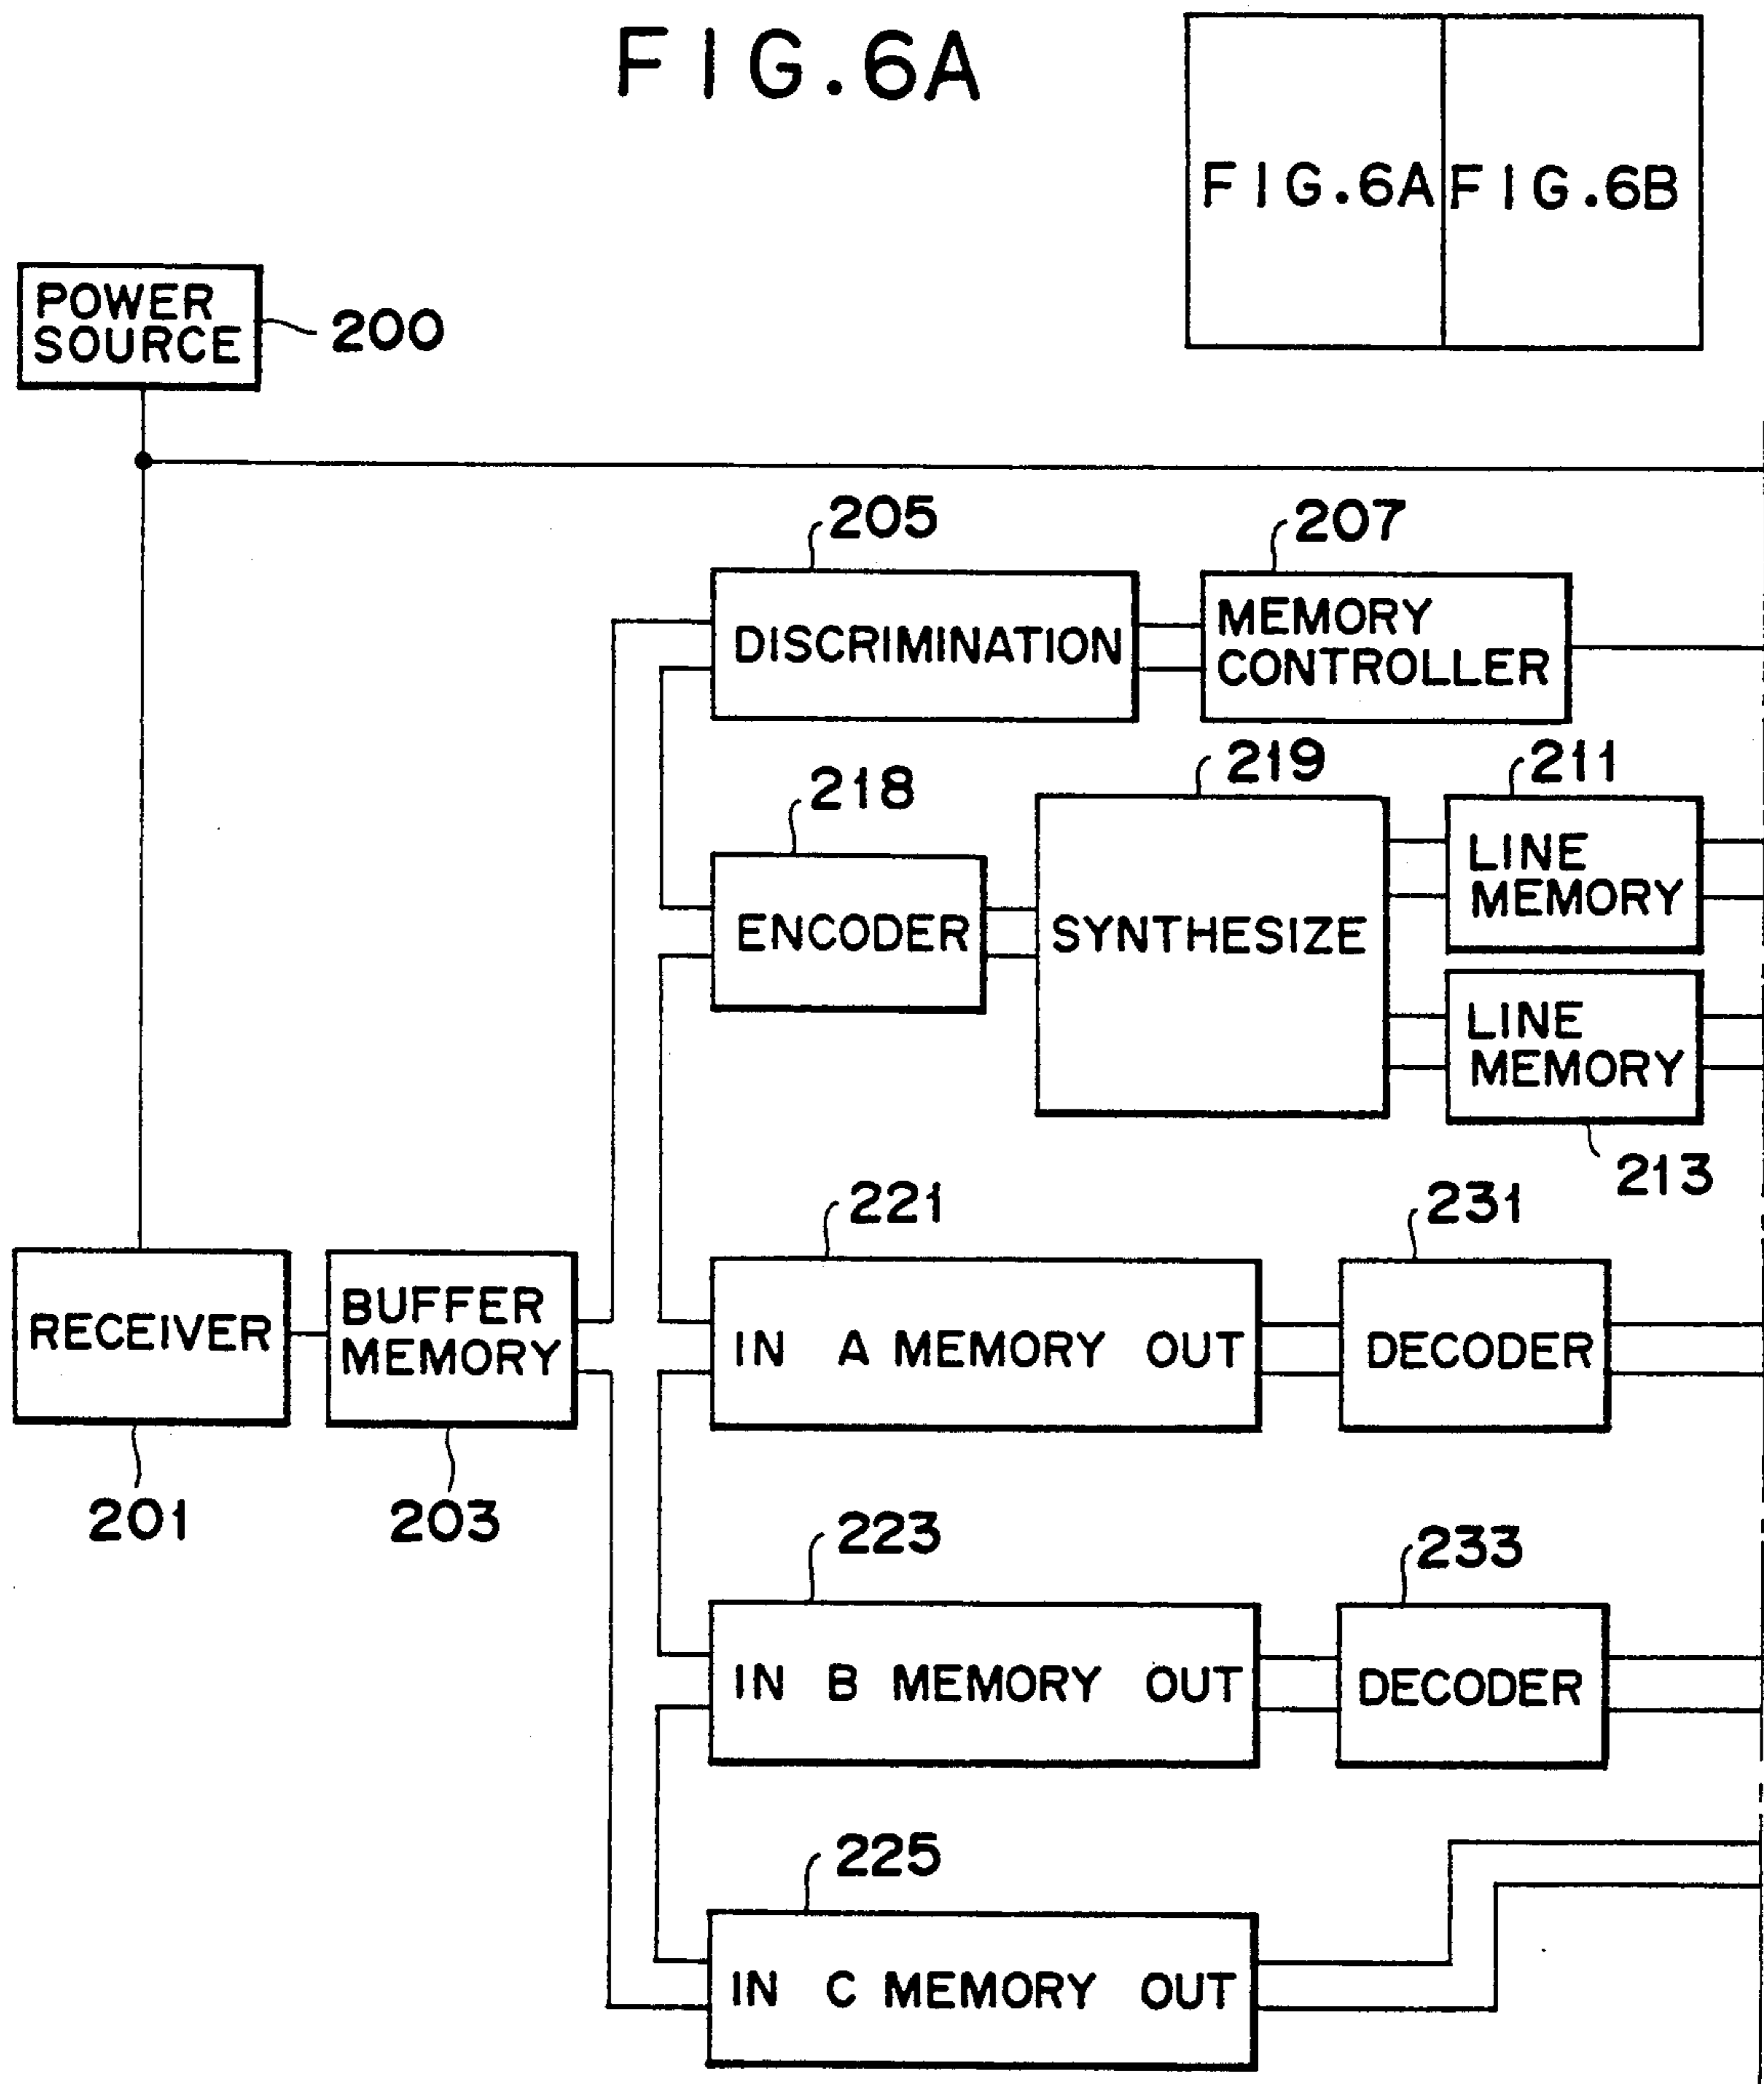 FIG.6A
FIG.6A FIG.6B
POWER
SOURCE
200
205
207
DISCRIMINATION
MEMORY
CONTROLLER
218
219
211
ENCODER
SYNTHESIZE
LINE
MEMORY
LINE
MEMORY
213
221
231
RECEIVER
BUFFER
MEMORY
IN A MEMORY OUT
DECODER
201
203
223
233
IN B MEMORY OUT
DECODER
225
IN C MEMORY OUT